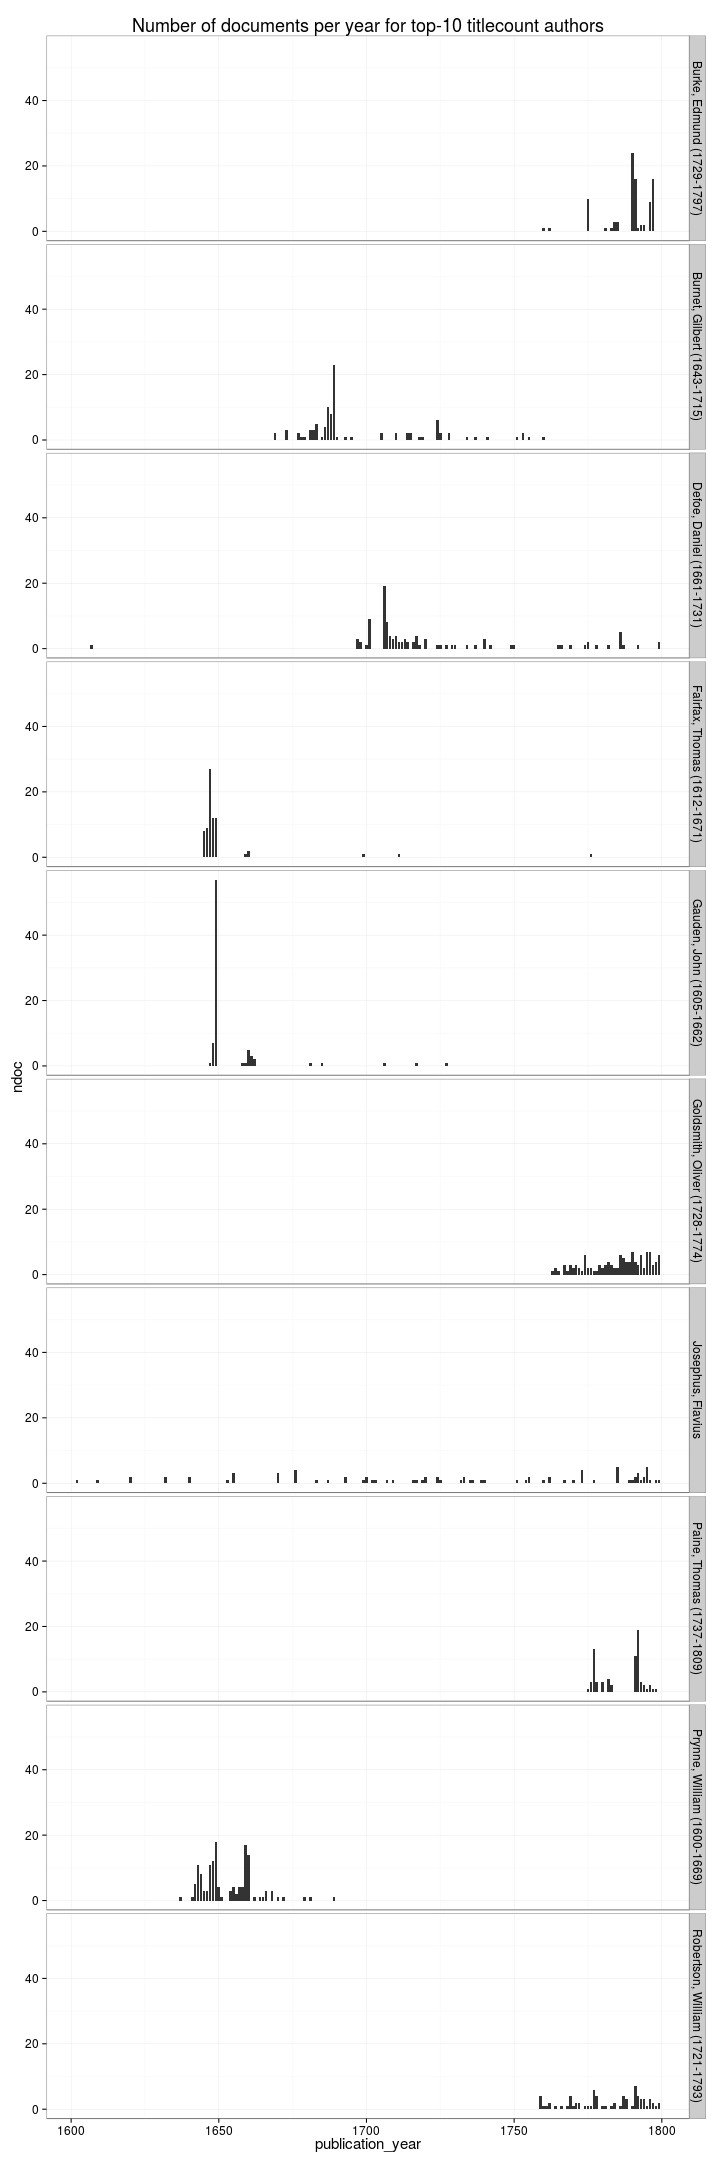 Number of documents per year for top-10 titlecount authors
40
20
0
Burke, Edmund (1729-1797)
40
20
0
Burnet, Gilbert (1643-1715)
40
20
0
Defoe, Daniel (1661-1731)
40
20
0
Fairfax, Thomas (1612-1671)
40
20
0
Gauden, John (1605-1662)
ndoc
40
20
0
Goldsmith, Oliver (1728-1774)
40
20
0
Josephus, Flavius
40
20
0
Paine, Thomas (1737-1809)
40
20
0
Prynne, William (1600-1669)
40
20
0
Robertson, William (1721-1793)
1600 1650 1700 1750 1800
publication_year